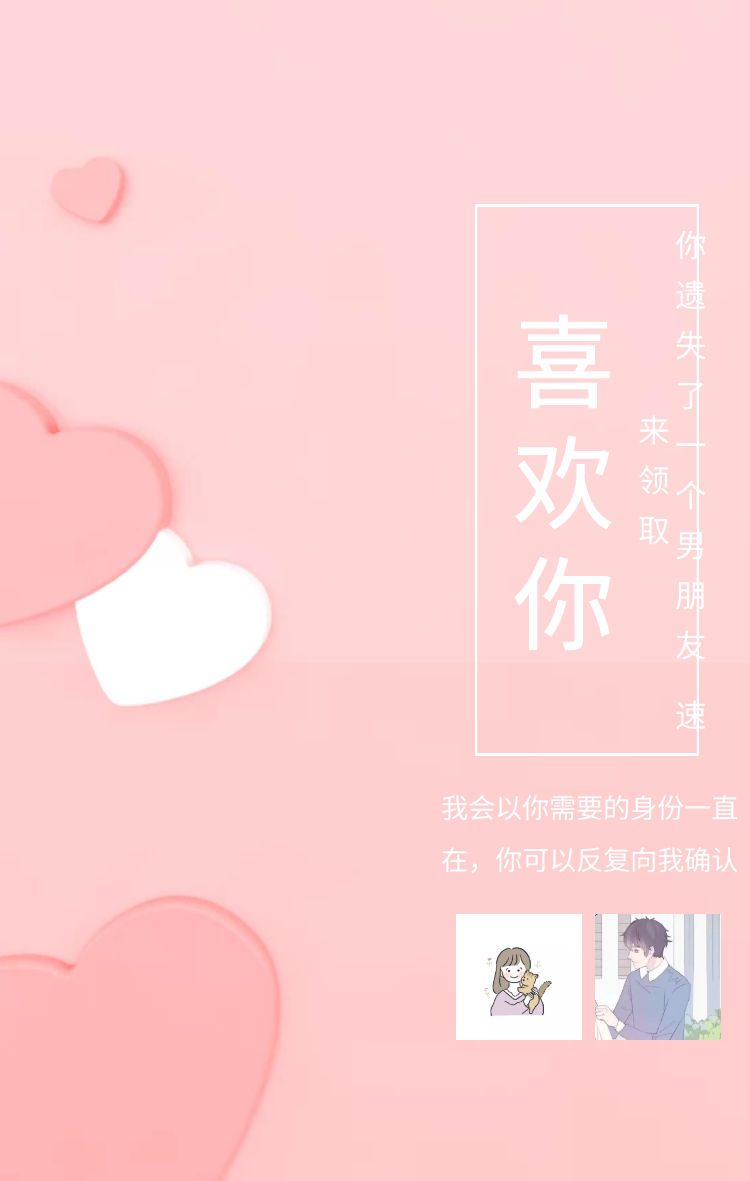 喜欢你
你遗失了一个男朋友 速
来领取
我会以你需要的身份一直
在，你可以反复向我确认